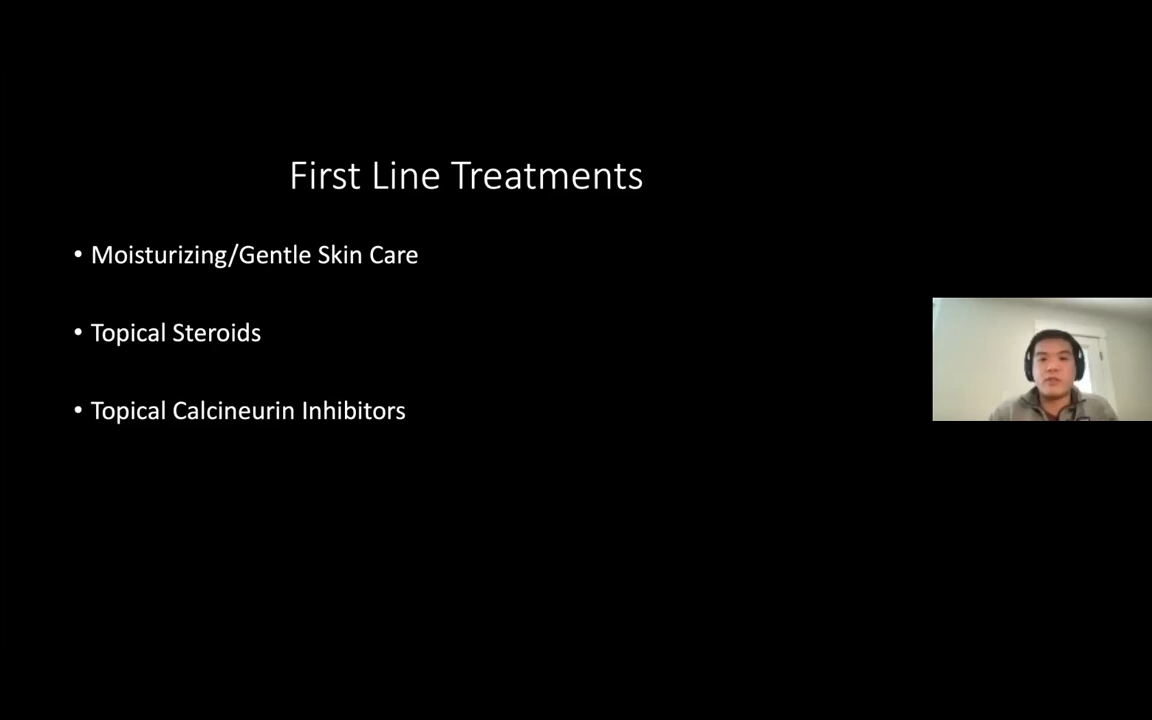 First Line Treatments
• Moisturizing/Gentle Skin Care
• Topical Steroids
• Topical Calcineurin Inhibitors